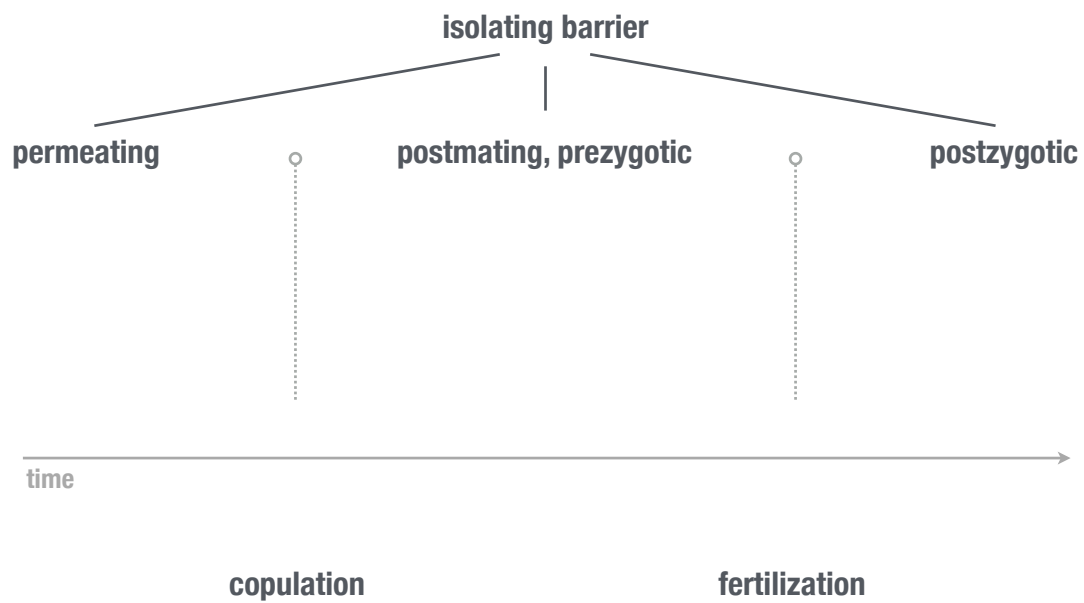 isolating barrier
permeating
postmating, prezygotic
postzygotic
time
copulation
fertilization